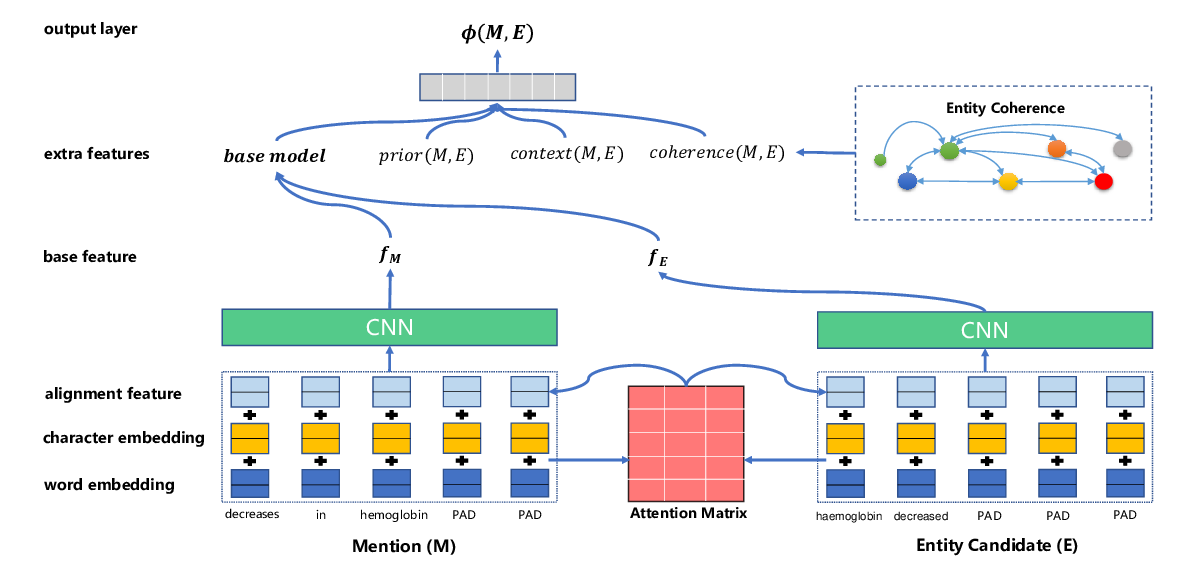 output layer
ϕ(M, E)
Entity Coherence
extra features
base model
prior(M, E)
context(M, E)
coherence(M, E)
base feature
f_M
f_E
CNN
CNN
alignment feature
character embedding
word embedding
decreases in hemoglobin PAD PAD
Attention Matrix
haemoglobin decreased PAD PAD PAD
Mention (M)
Entity Candidate (E)